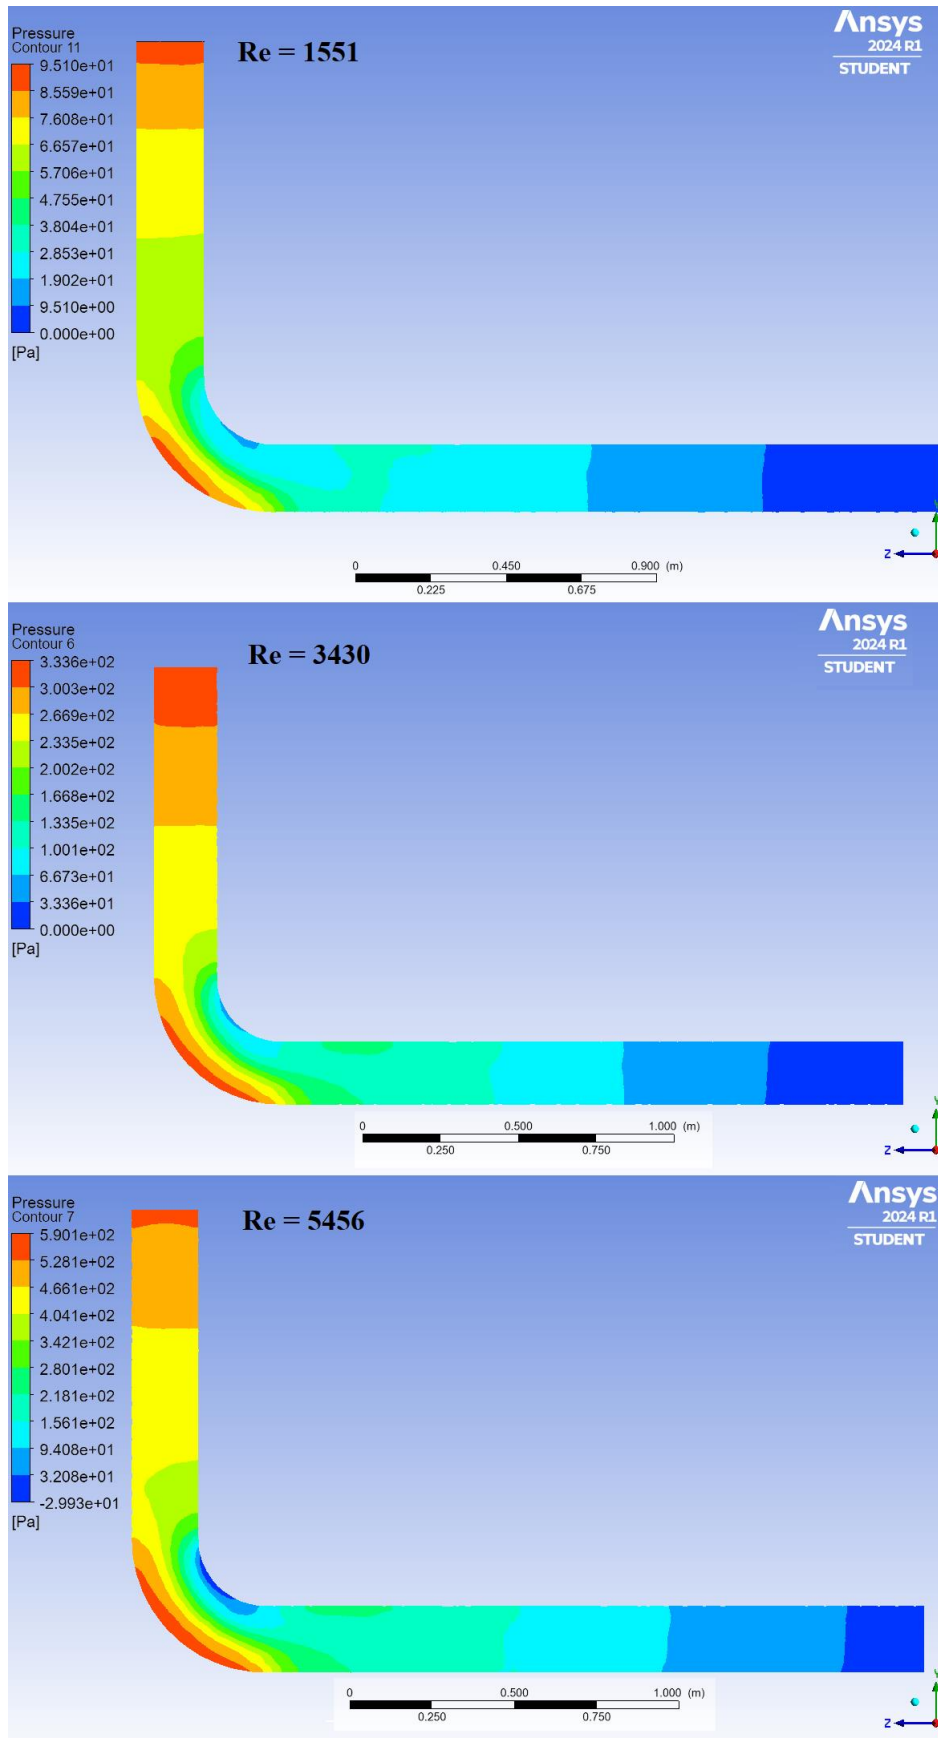 Pressure
Contour 11
9.510e+01
8.559e+01
7.608e+01
6.657e+01
5.706e+01
4.755e+01
3.804e+01
2.853e+01
1.902e+01
9.510e+00
0.000e+00
[Pa]
Re = 1551
Ansys
2024 R1
STUDENT
0 0.450 0.900 (m)
0.225 0.675
Y
Z
Pressure
Contour 6
3.336e+02
3.003e+02
2.669e+02
2.335e+02
2.002e+02
1.668e+02
1.335e+02
1.001e+02
6.673e+01
3.336e+01
0.000e+00
[Pa]
Re = 3430
Ansys
2024 R1
STUDENT
0 0.500 1.000 (m)
0.250 0.750
Y
Z
Pressure
Contour 7
5.901e+02
5.281e+02
4.661e+02
4.041e+02
3.421e+02
2.801e+02
2.181e+02
1.561e+02
9.408e+01
3.208e+01
-2.993e+01
[Pa]
Re = 5456
Ansys
2024 R1
STUDENT
0 0.500 1.000 (m)
0.250 0.750
Y
Z